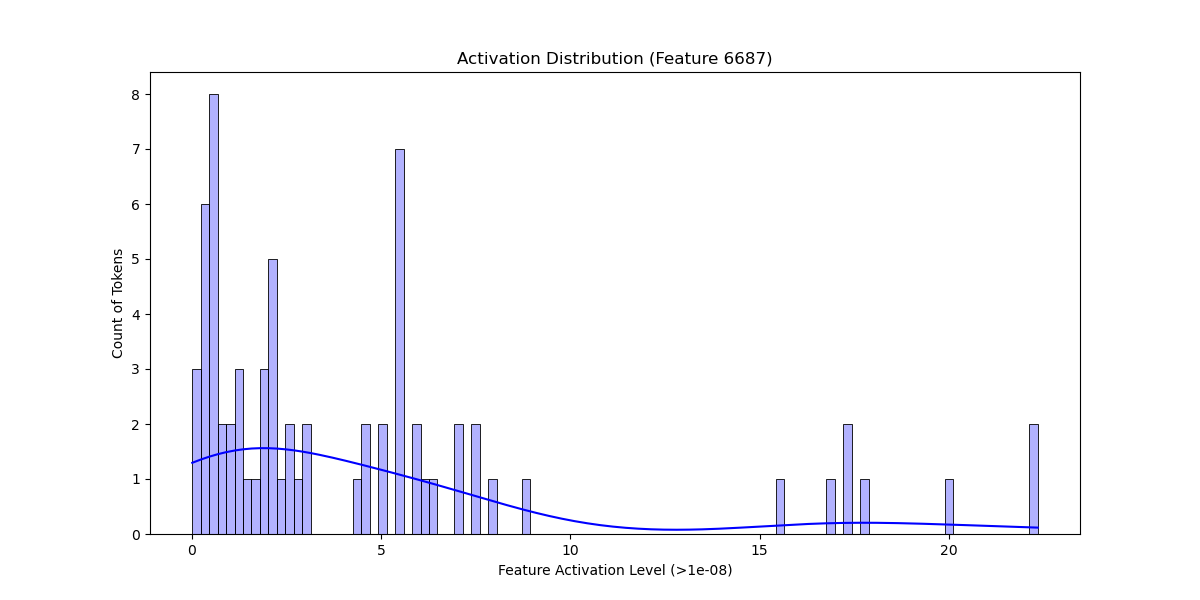 Activation Distribution (Feature 6687)
8
7
6
5
4
3
2
1
0
Count of Tokens
0 5 10 15 20
Feature Activation Level (>1e-08)